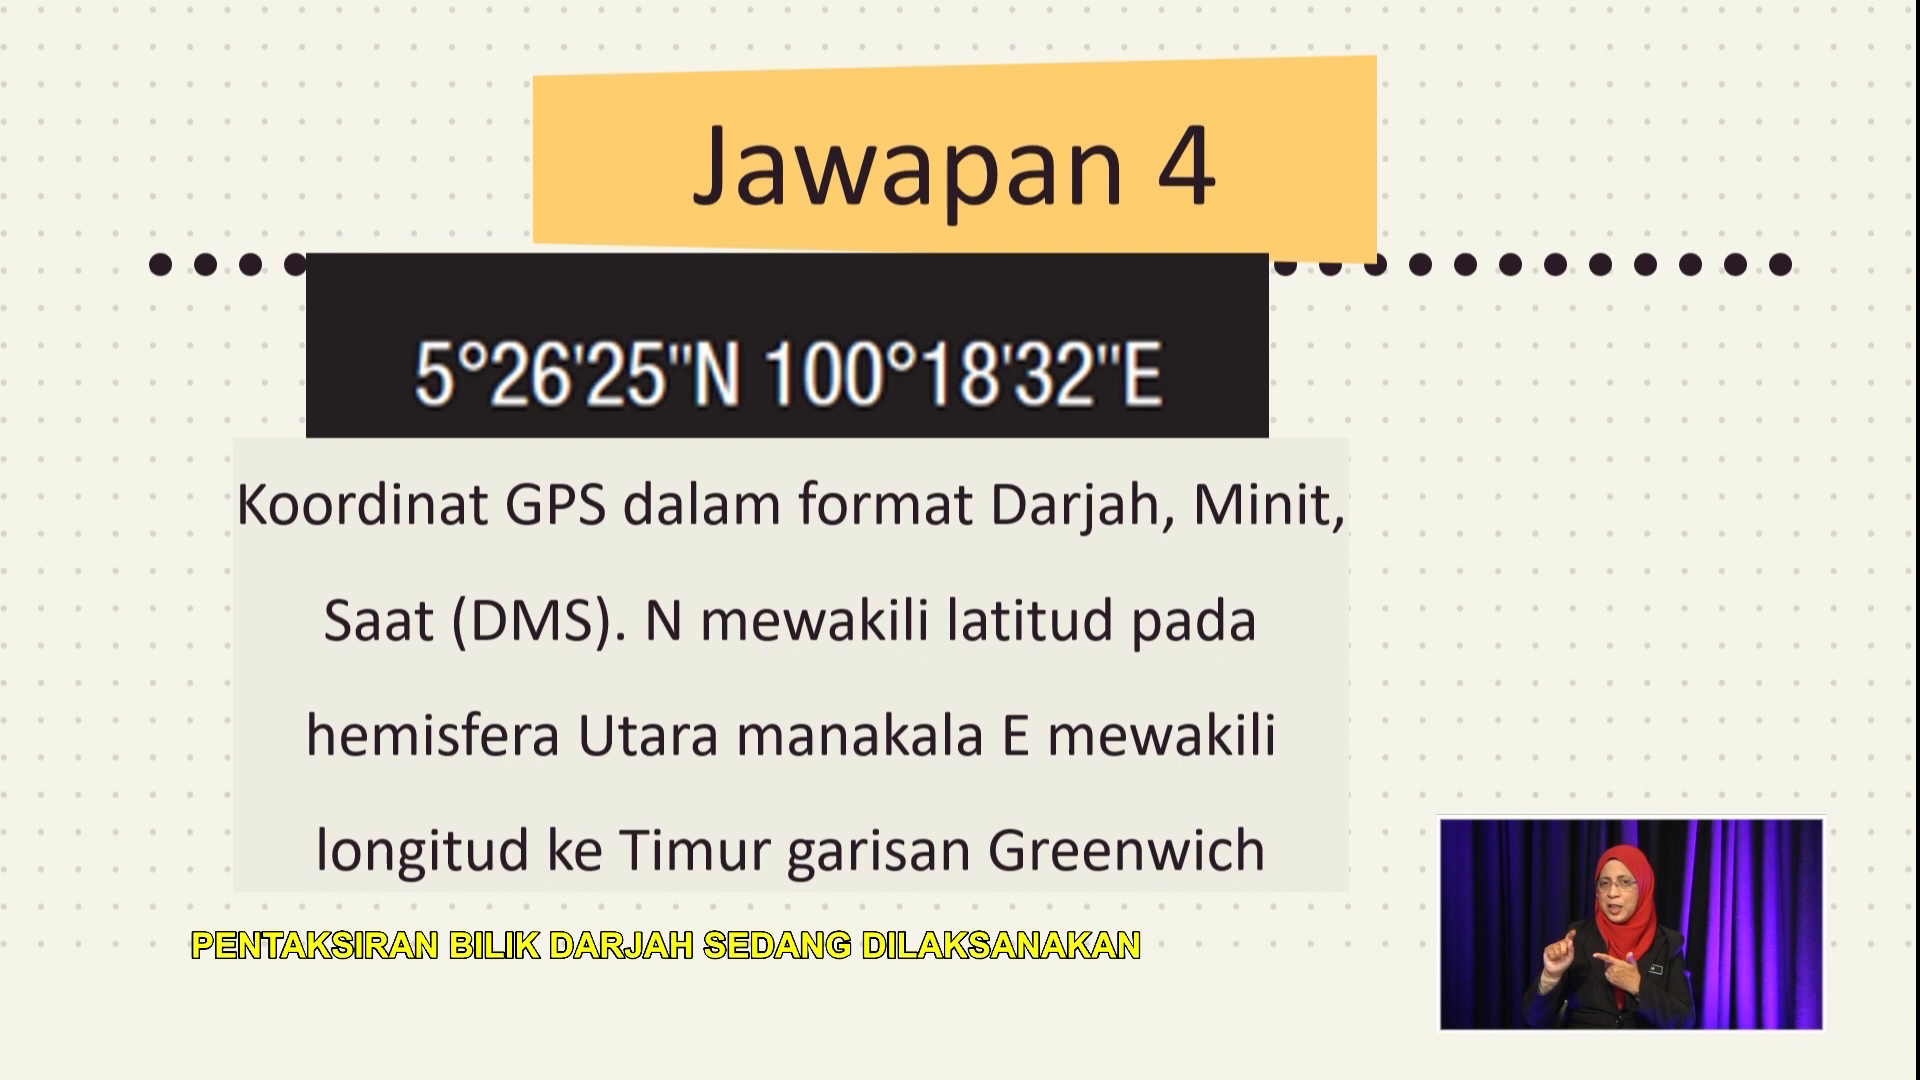 Jawapan 4
5°26'25"N 100°18'32"E
Koordinat GPS dalam format Darjah, Minit,
Saat (DMS). N mewakili latitud pada
hemisfera Utara manakala E mewakili
longitud ke Timur garisan Greenwich
PENTAKSIRAN BILIK DARJAH SEDANG DILAKSANAKAN